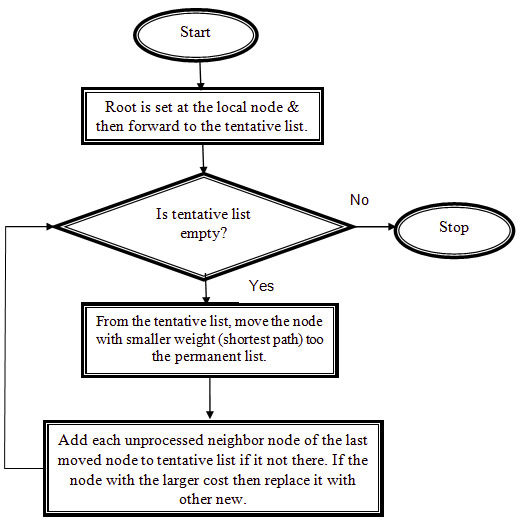 Start
Root is set at the local node &
then forward to the tentative list.
Is tentative list
empty?
No
Stop
Yes
From the tentative list, move the node
with smaller weight (shortest path) too
the permanent list.
Add each unprocessed neighbor node of the last
moved node to tentative list if it not there. If the
node with the larger cost then replace it with
other new.